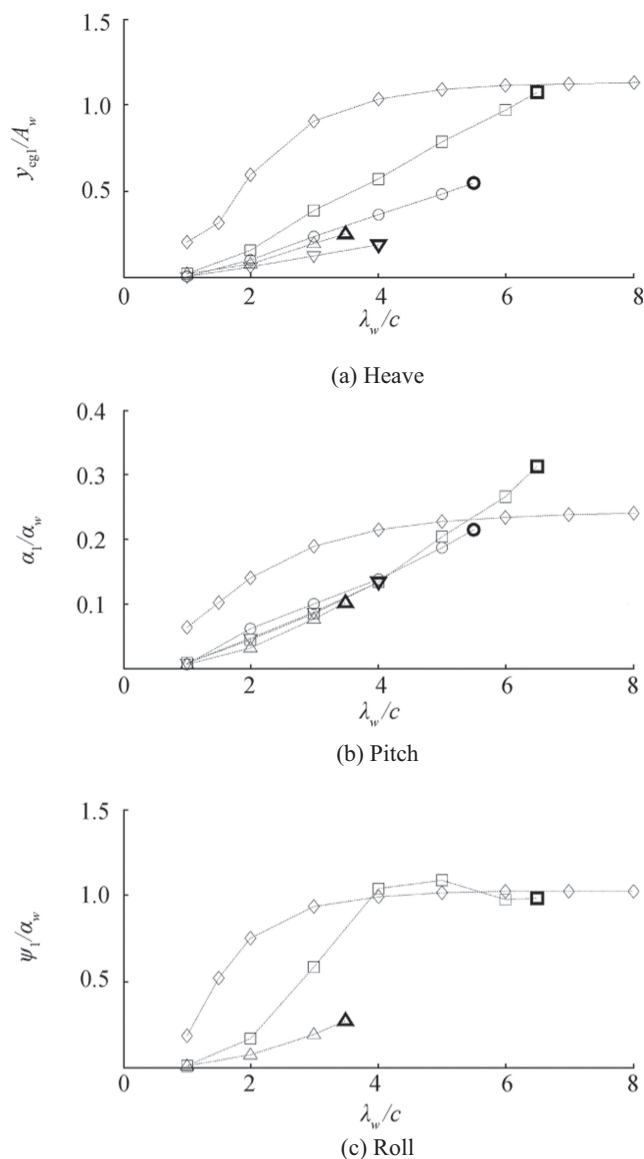 1.5
1.0
0.5
y_cg1/A_w
0 2 4 6 8
λ_w/c
(a) Heave
0.4
0.3
0.2
0.1
α_1/α_w
0 2 4 6 8
λ_w/c
(b) Pitch
1.5
1.0
0.5
ψ_1/α_w
0 2 4 6 8
λ_w/c
(c) Roll